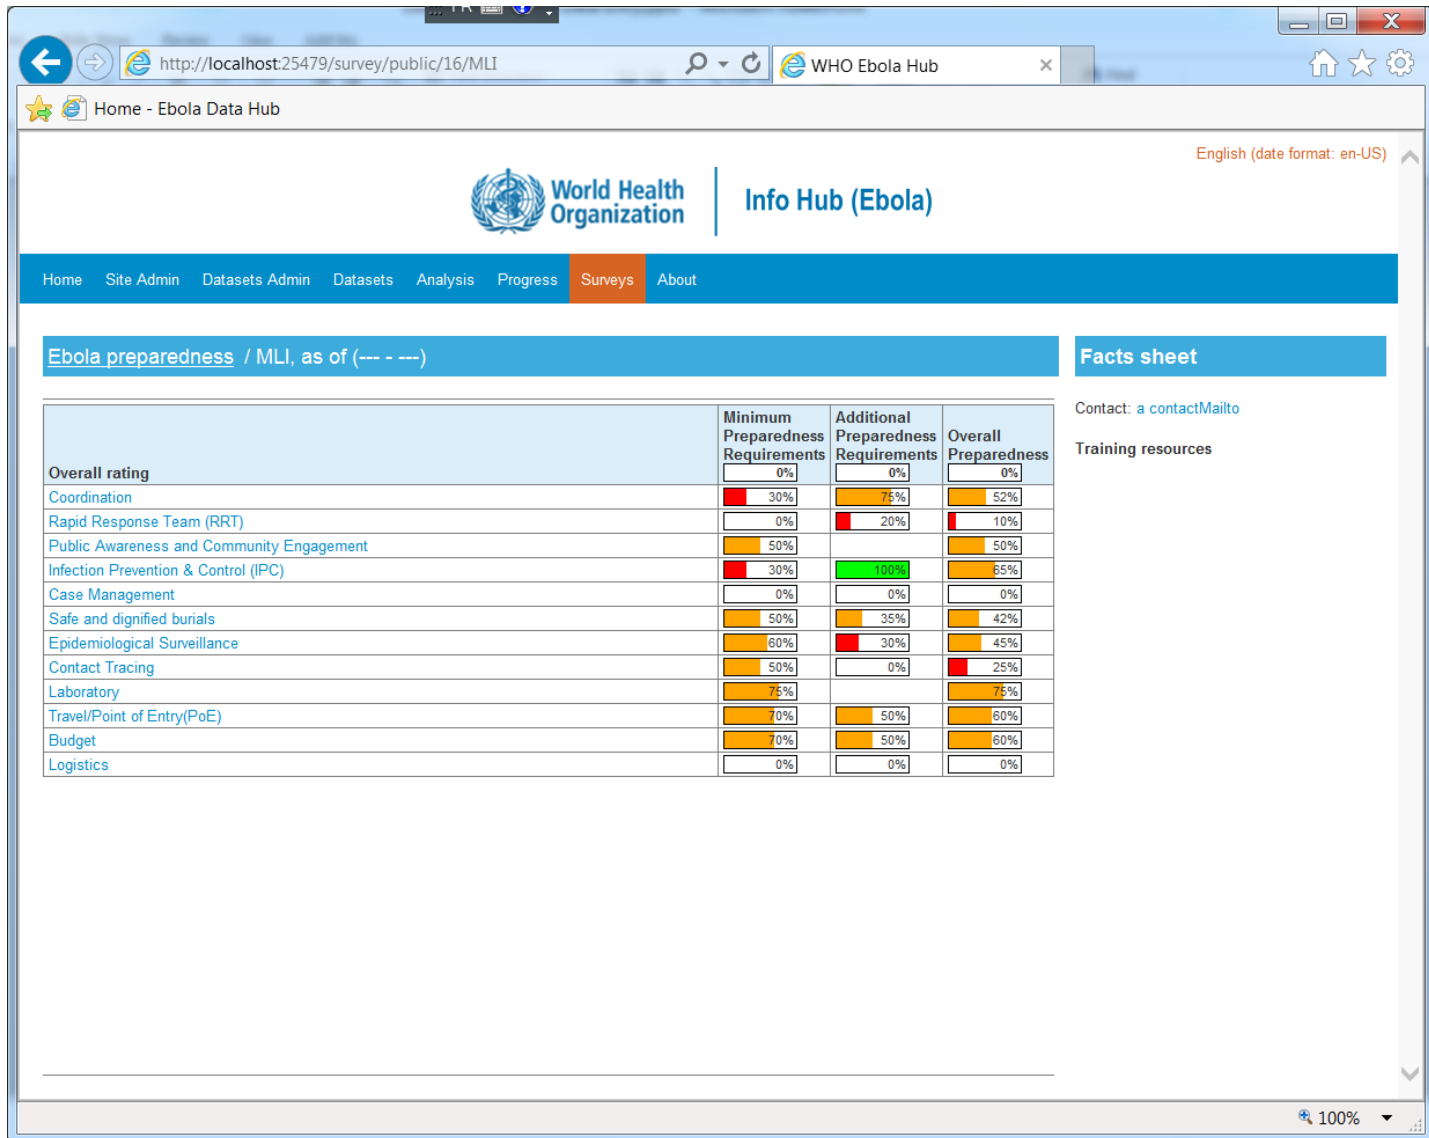 FR
http://localhost:25479/survey/public/16/MLI
WHO Ebola Hub
Home - Ebola Data Hub
English (date format: en-US)
World Health
Organization
Info Hub (Ebola)
Home Site Admin Datasets Admin Datasets Analysis Progress Surveys About
Ebola preparedness / MLI, as of (--- - ---)
Facts sheet
Contact: a contactMailto
Training resources
Minimum Preparedness Requirements Additional Preparedness Requirements Overall Preparedness
Overall rating 0% 0% 0%
Coordination 30% 75% 52%
Rapid Response Team (RRT) 0% 20% 10%
Public Awareness and Community Engagement 50% 50%
Infection Prevention & Control (IPC) 30% 100% 65%
Case Management 0% 0% 0%
Safe and dignified burials 50% 35% 42%
Epidemiological Surveillance 60% 30% 45%
Contact Tracing 50% 0% 25%
Laboratory 75% 75%
Travel/Point of Entry(PoE) 70% 50% 60%
Budget 70% 50% 60%
Logistics 0% 0% 0%
100%